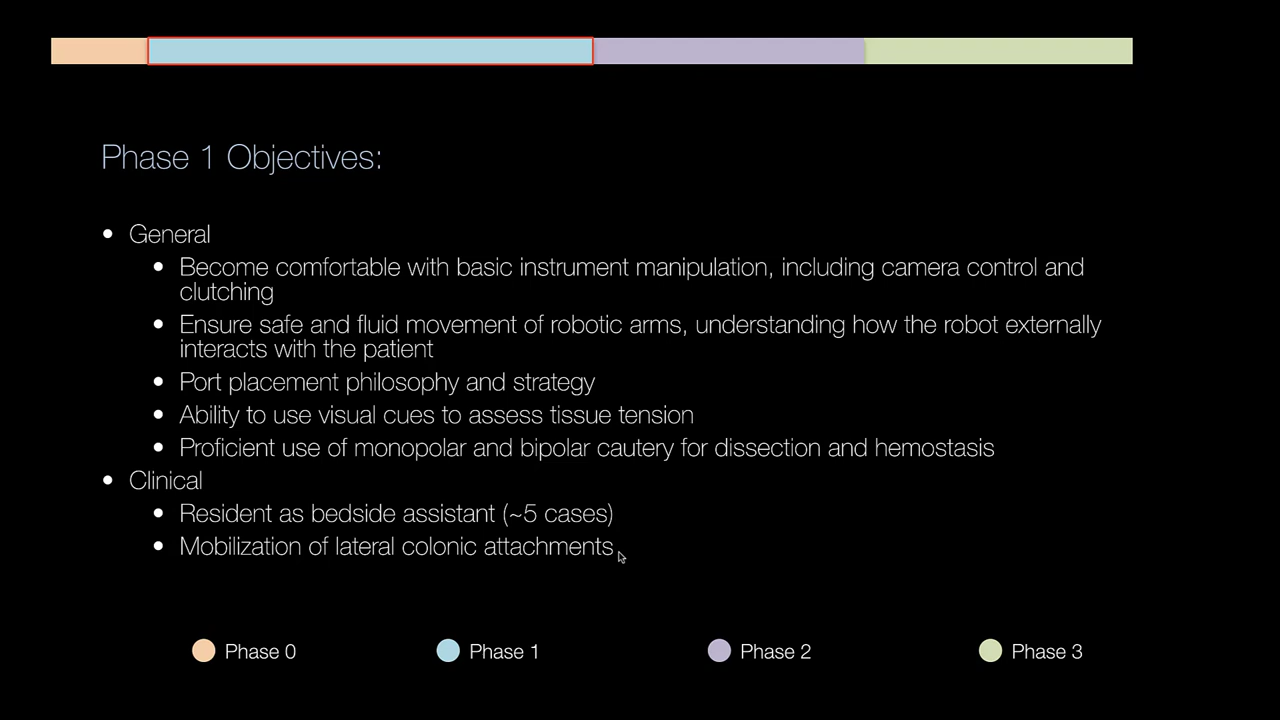 Phase 1 Objectives:
• General
• Become comfortable with basic instrument manipulation, including camera control and
clutching
• Ensure safe and fluid movement of robotic arms, understanding how the robot externally
interacts with the patient
• Port placement philosophy and strategy
• Ability to use visual cues to assess tissue tension
• Proficient use of monopolar and bipolar cautery for dissection and hemostasis
• Clinical
• Resident as bedside assistant (~5 cases)
• Mobilization of lateral colonic attachments
Phase 0 Phase 1 Phase 2 Phase 3